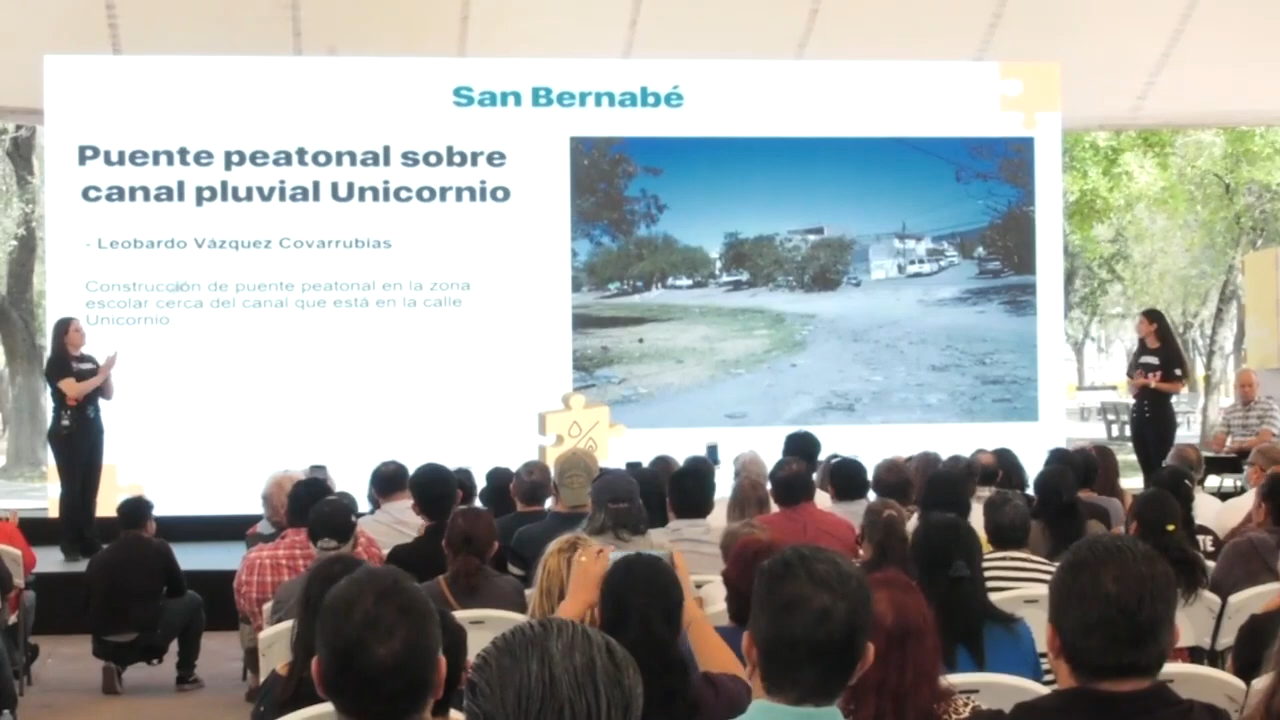 San Bernabé
Puente peatonal sobre
canal pluvial Unicornio
- Leobardo Vázquez Covarrubias
Construcción de puente peatonal en la zona
escolar cerca del canal que está en la calle
Unicornio